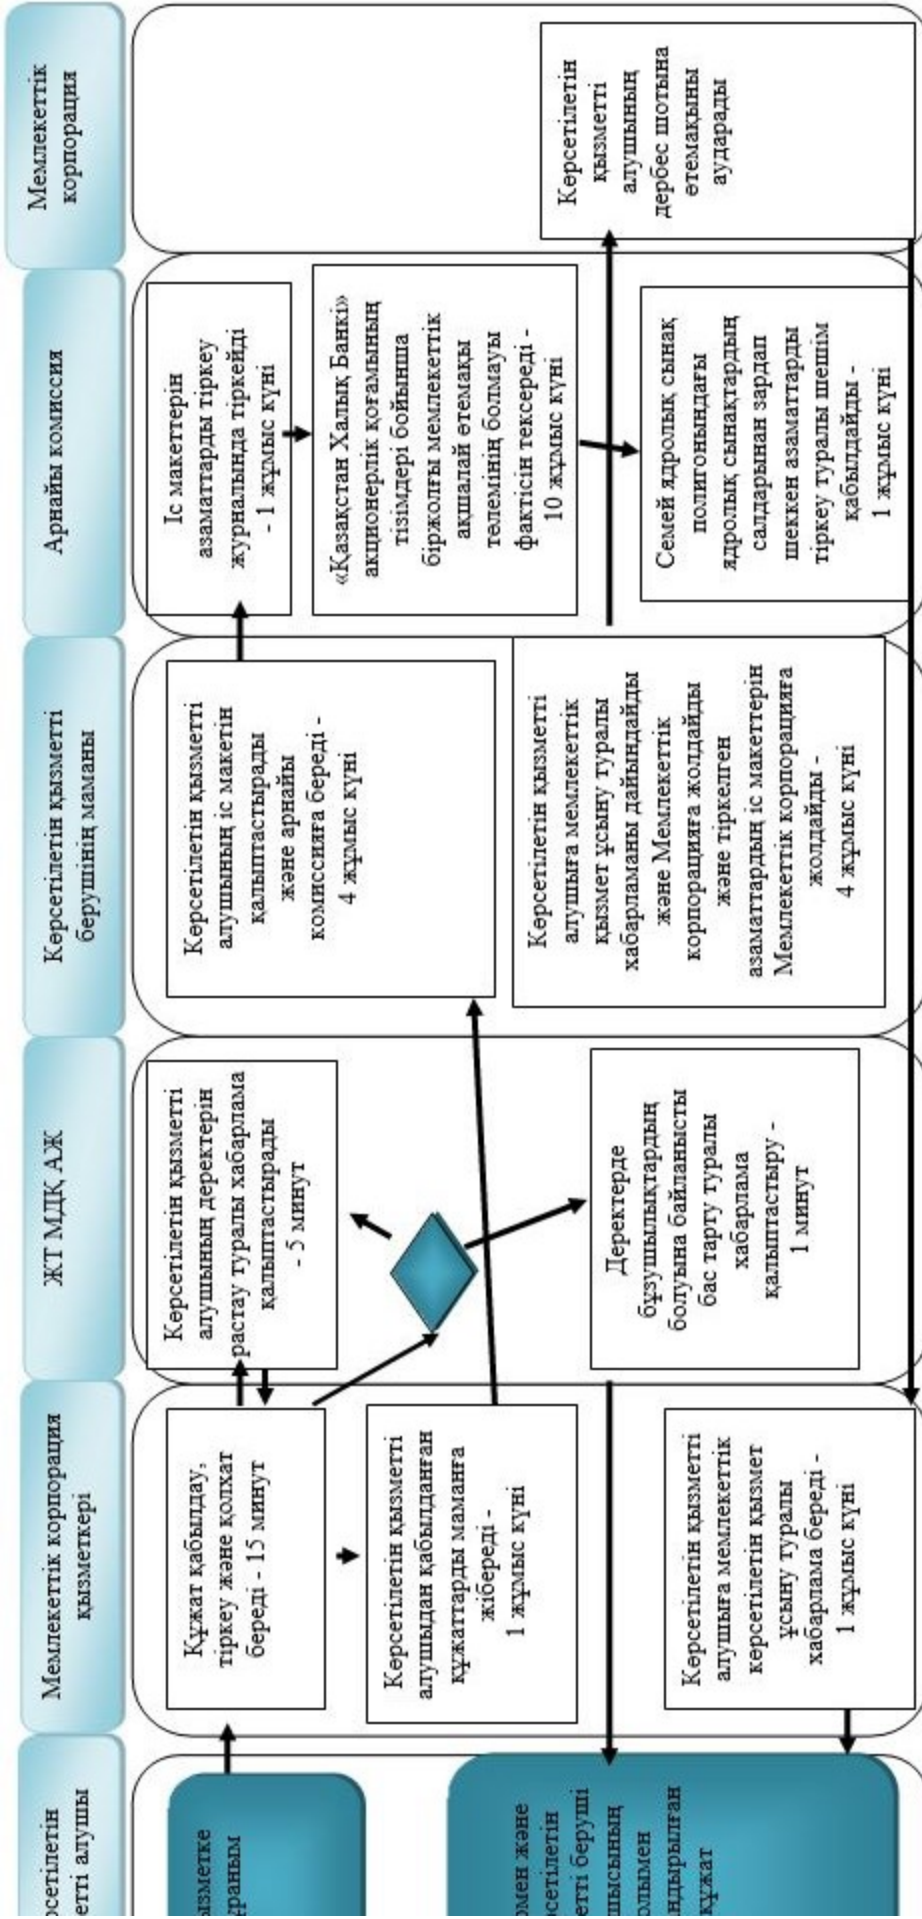 Мемлекеттік корпорация
қызметкері
ЖТ МДҚ АЖ
Көрсетілетін қызметті
берушінің маманы
Арнайы комиссия
Мемлекеттік
корпорация
Құжат қабылдау,
тіркеу және қолхат
береді - 15 минут
Көрсетілетін қызметті
алушыдан қабылданған
құжаттарды маманға
жібереді -
1 жұмыс күні
Көрсетілетін қызметті
алушыға мемлекеттік
көрсетілетін қызмет
ұсыну туралы
хабарлама береді -
1 жұмыс күні
Көрсетілетін қызметті
алушының деректерін
растау туралы хабарлама
қалыптастырады
- 5 минут
Деректерде
бұзушылықтардың
болуына байланысты
бас тарту туралы
хабарлама
қалыптастыру -
1 минут
Көрсетілетін қызметті
алушының іс макетін
қалыптастырады
және арнайы
комиссияға береді -
4 жұмыс күні
Көрсетілетін қызметті
алушыға мемлекеттік
қызмет ұсыну туралы
хабарламаны дайындайды
және Мемлекеттік
корпорацияға жолдайды
және тіркелген
азаматтардың іс макеттерін
Мемлекеттік корпорацияға
жолдайды -
4 жұмыс күні
Іс макеттерін
азаматтарды тіркеу
журналында тіркейді
- 1 жұмыс күні
«Қазақстан Халық Банкі»
акционерлік қоғамының
тізімдері бойынша
біржолғы мемлекеттік
ақшалай өтемақы
төлемінің болмауы
фактісін тексереді -
10 жұмыс күні
Семей ядролық сынақ
полигонындағы
ядролық сынақтардың
салдарынан зардап
шеккен азаматтарды
тіркеу туралы шешім
қабылдайды -
1 жұмыс күні
Көрсетілетін
қызметті
алушының
дербес шотына
өтемақыны
аударады
алушы
және
беруші
құжат